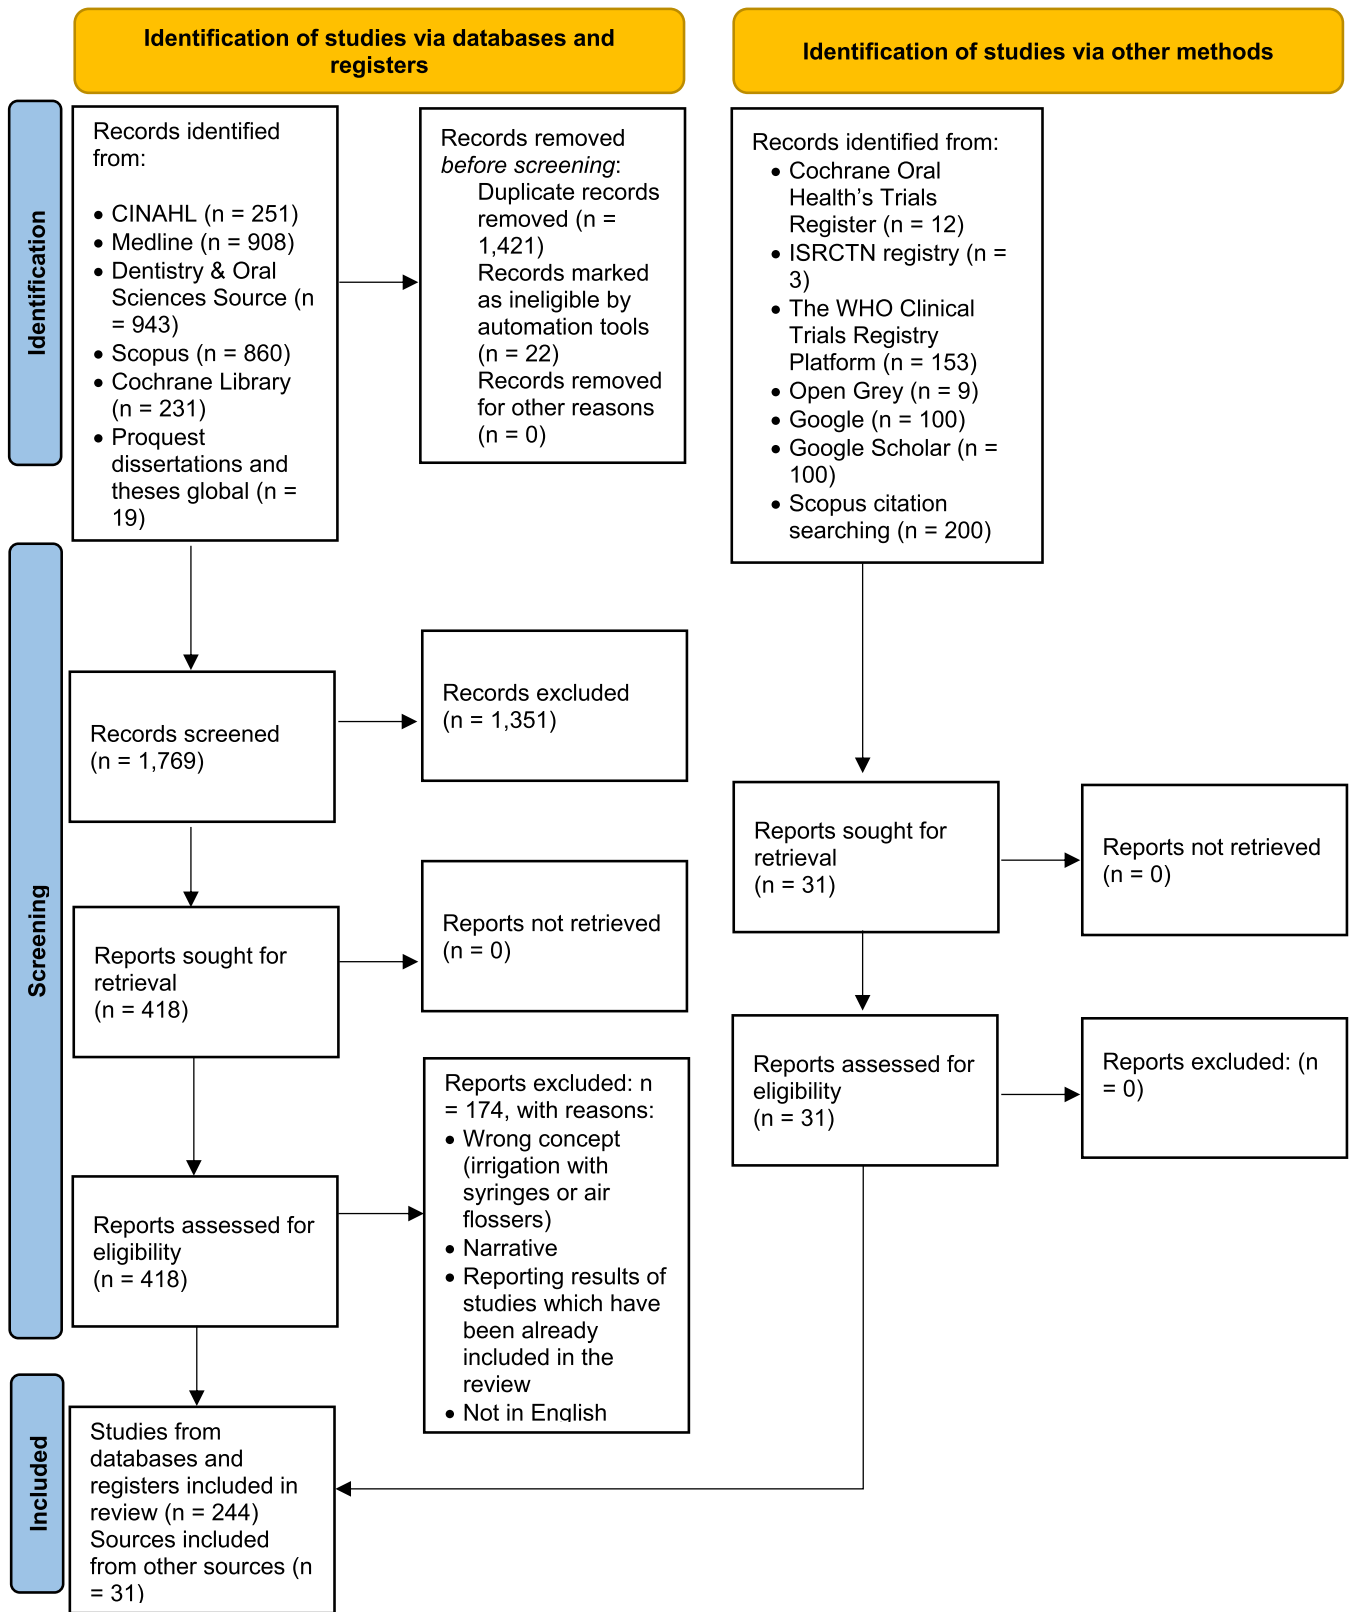 Identification of studies via databases and
registers
Identification of studies via other methods
Identification
Records identified
from:
• CINAHL (n = 251)
• Medline (n = 908)
• Dentistry & Oral
Sciences Source (n
= 943)
• Scopus (n = 860)
• Cochrane Library
(n = 231)
• Proquest
dissertations and
theses global (n =
19)
Records removed
before screening:
Duplicate records
removed (n =
1,421)
Records marked
as ineligible by
automation tools
(n = 22)
Records removed
for other reasons
(n = 0)
Records identified from:
• Cochrane Oral
Health’s Trials
Register (n = 12)
• ISRCTN registry (n =
3)
• The WHO Clinical
Trials Registry
Platform (n = 153)
• Open Grey (n = 9)
• Google (n = 100)
• Google Scholar (n =
100)
• Scopus citation
searching (n = 200)
Screening
Records screened
(n = 1,769)
Records excluded
(n = 1,351)
Reports sought for
retrieval
(n = 418)
Reports not retrieved
(n = 0)
Reports sought for
retrieval
(n = 31)
Reports not retrieved
(n = 0)
Reports assessed for
eligibility
(n = 418)
Reports excluded: n
= 174, with reasons:
• Wrong concept
(irrigation with
syringes or air
flossers)
• Narrative
• Reporting results of
studies which have
been already
included in the
review
• Not in English
Reports assessed for
eligibility
(n = 31)
Reports excluded: (n
= 0)
Included
Studies from
databases and
registers included in
review (n = 244)
Sources included
from other sources (n
= 31)